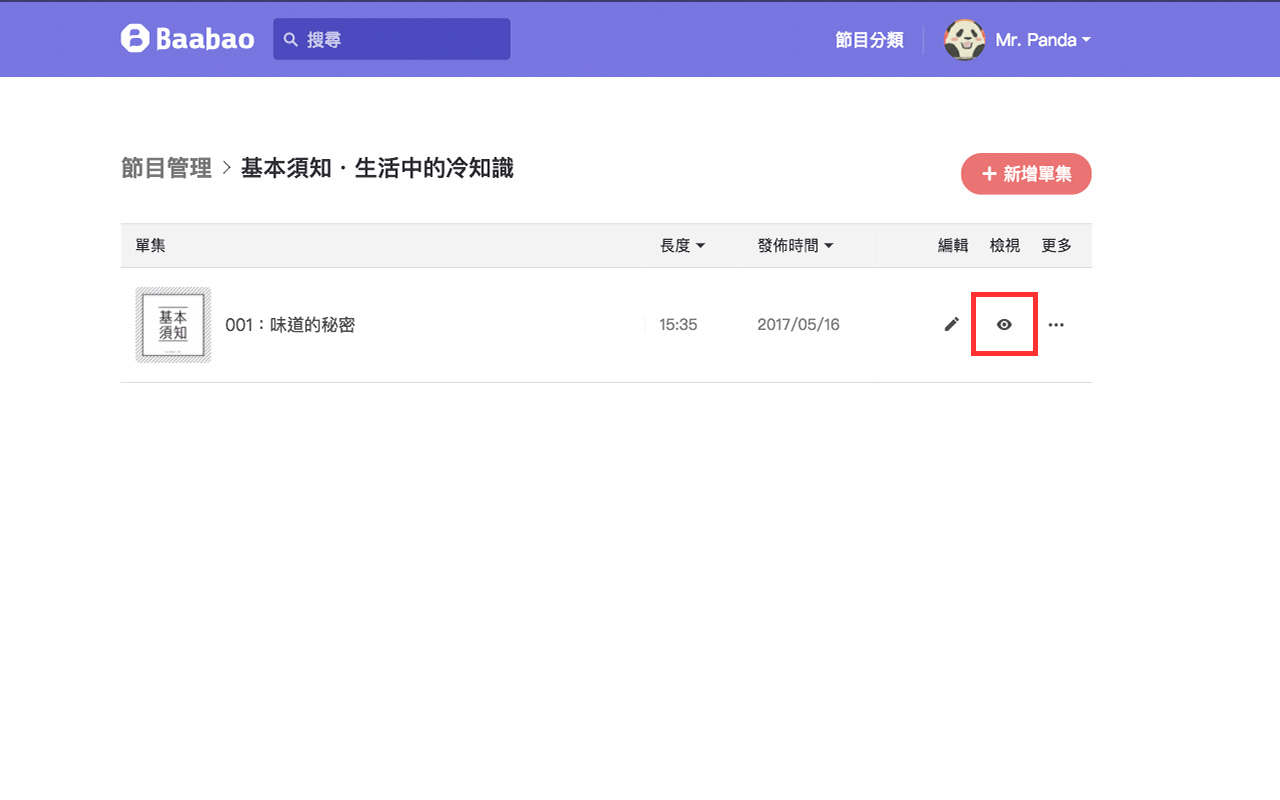 Baabao
搜尋
節目分類
Mr. Panda
節目管理 > 基本須知．生活中的冷知識
+ 新增單集
單集 長度 發佈時間 編輯 檢視 更多
基本
須知
001：味道的秘密 15:35 2017/05/16